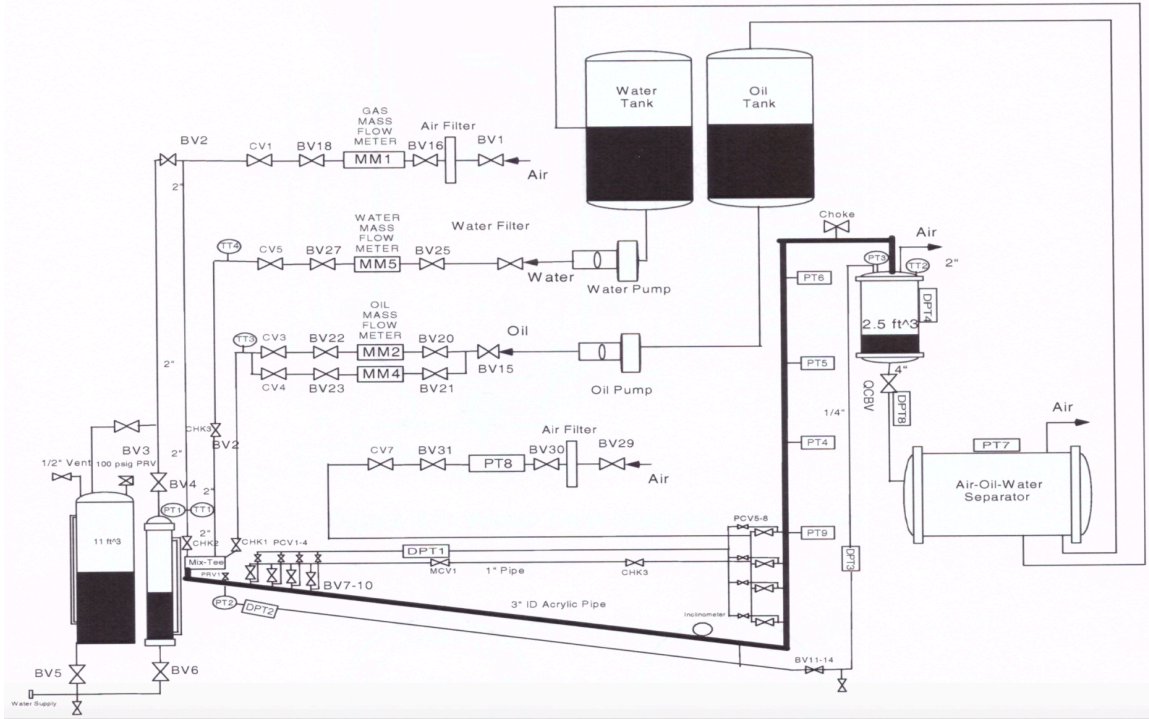 Water
Tank
Oil
Tank
GAS
MASS
FLOW
METER
Air Filter
BV2
CV1
BV18
MM1
BV16
BV1
Air
2"
WATER
MASS
FLOW
METER
Water Filter
TT4
CV5
BV27
MM5
BV25
Water
Water Pump
Choke
Air
PT3
TT2
2"
PT6
DPT4
2.5 ft^3
OIL
MASS
FLOW
METER
Oil
TT3
CV3
BV22
MM2
BV20
BV15
CV4
BV23
MM4
BV21
Oil Pump
2"
PT5
4"
QCBV
DPT8
1/4"
CHK3
BV2
Air Filter
CV7
BV31
PT8
BV30
BV29
Air
PT4
Air
PT7
Air-Oil-Water
Separator
BV3
2"
1/2" Vent
100 psig PRV
BV4
2"
PT1
TT1
2"
11 ft^3
CHK2
CHK1
PCV1-4
Mix-Tee
PRV1
DPT1
MCV1
1" Pipe
CHK3
PCV5-8
PT9
DPT3
BV7-10
PT2
DPT2
3" ID Acrylic Pipe
Inclinometer
BV11-14
BV5
BV6
Water Supply